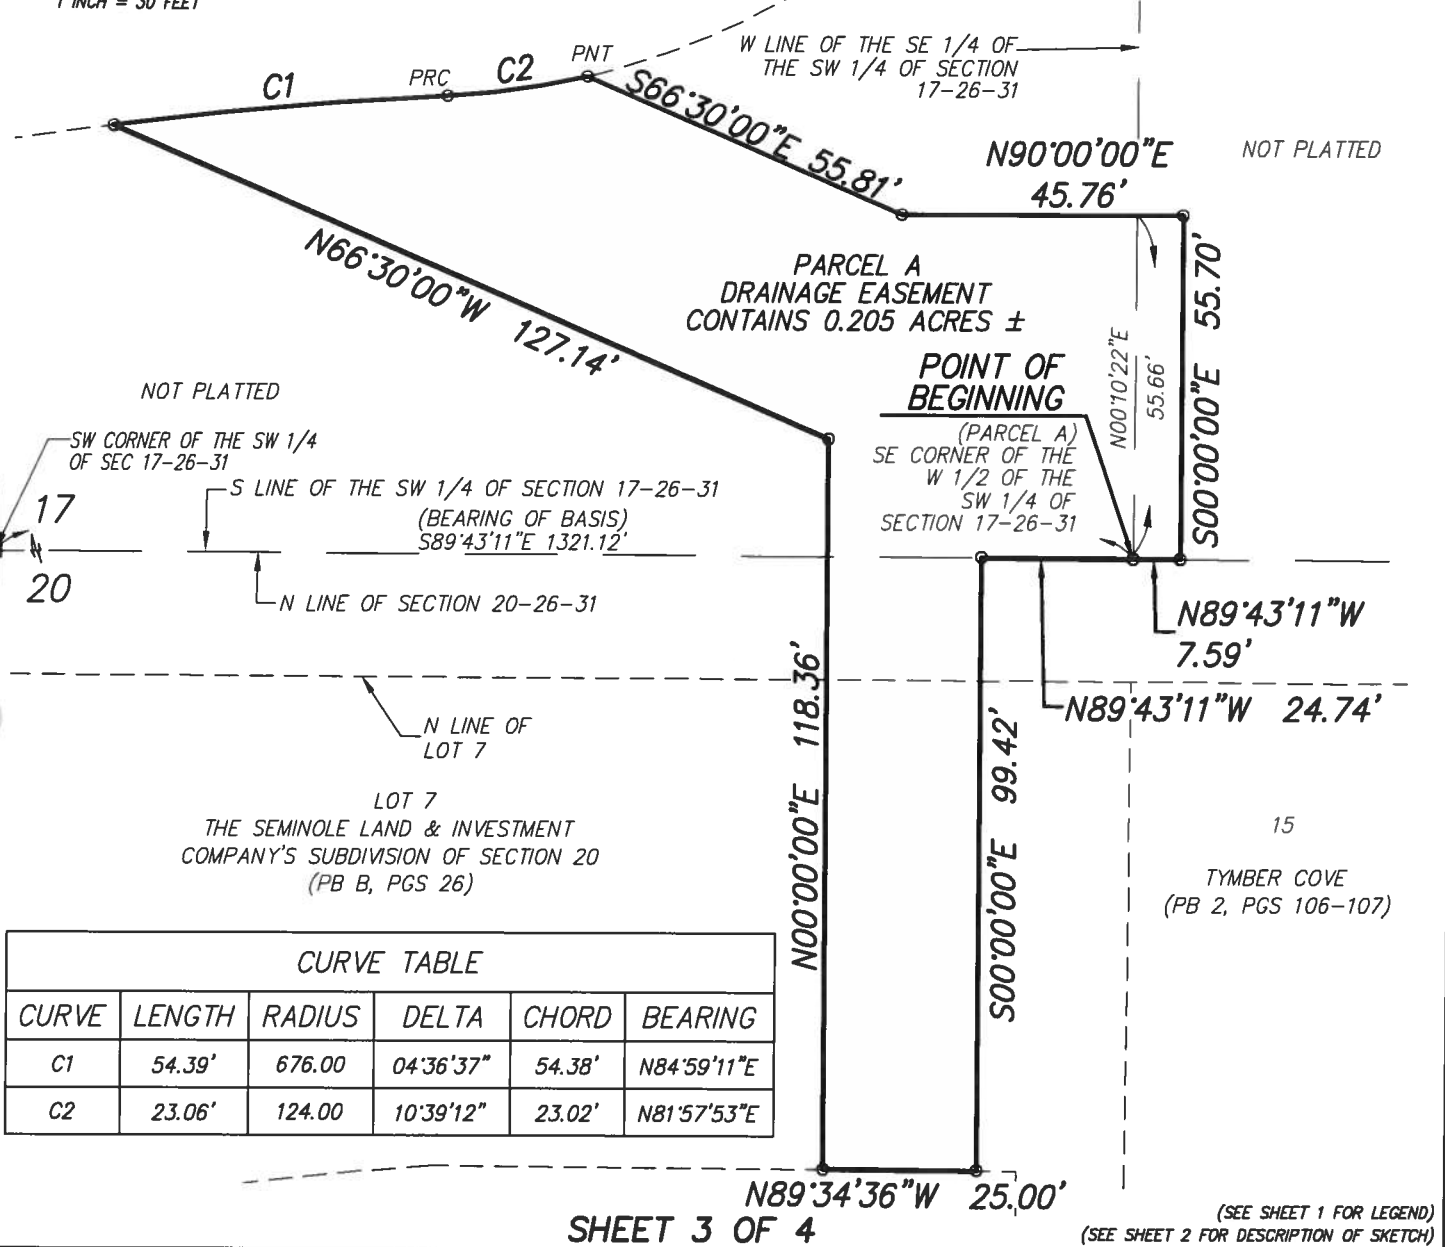 1 INCH = 30 FEET
W LINE OF THE SE 1/4 OF
THE SW 1/4 OF SECTION
17-26-31
C1
PRC
C2
PNT
S66°30'00"E 55.81'
N90°00'00"E
45.76'
NOT PLATTED
N66°30'00"W 127.14'
PARCEL A
DRAINAGE EASEMENT
CONTAINS 0.205 ACRES ±
S00°00'00"E 55.70'
N00°10'22"E
55.66'
POINT OF
BEGINNING
(PARCEL A)
SE CORNER OF THE
W 1/2 OF THE
SW 1/4 OF
SECTION 17-26-31
NOT PLATTED
SW CORNER OF THE SW 1/4
OF SEC 17-26-31
17
20
S LINE OF THE SW 1/4 OF SECTION 17-26-31
(BEARING OF BASIS)
S89°43'11"E 1321.12'
N LINE OF SECTION 20-26-31
N89°43'11"W
7.59'
N89°43'11"W 24.74'
N LINE OF
LOT 7
N00°00'00"E 118.36'
S00°00'00"E 99.42'
LOT 7
THE SEMINOLE LAND & INVESTMENT
COMPANY'S SUBDIVISION OF SECTION 20
(PB B, PGS 26)
15
TYMBER COVE
(PB 2, PGS 106-107)
CURVE TABLE
CURVE LENGTH RADIUS DELTA CHORD BEARING
C1 54.39' 676.00 04°36'37" 54.38' N84°59'11"E
C2 23.06' 124.00 10°39'12" 23.02' N81°57'53"E
N89°34'36"W 25.00'
SHEET 3 OF 4
(SEE SHEET 1 FOR LEGEND)
(SEE SHEET 2 FOR DESCRIPTION OF SKETCH)